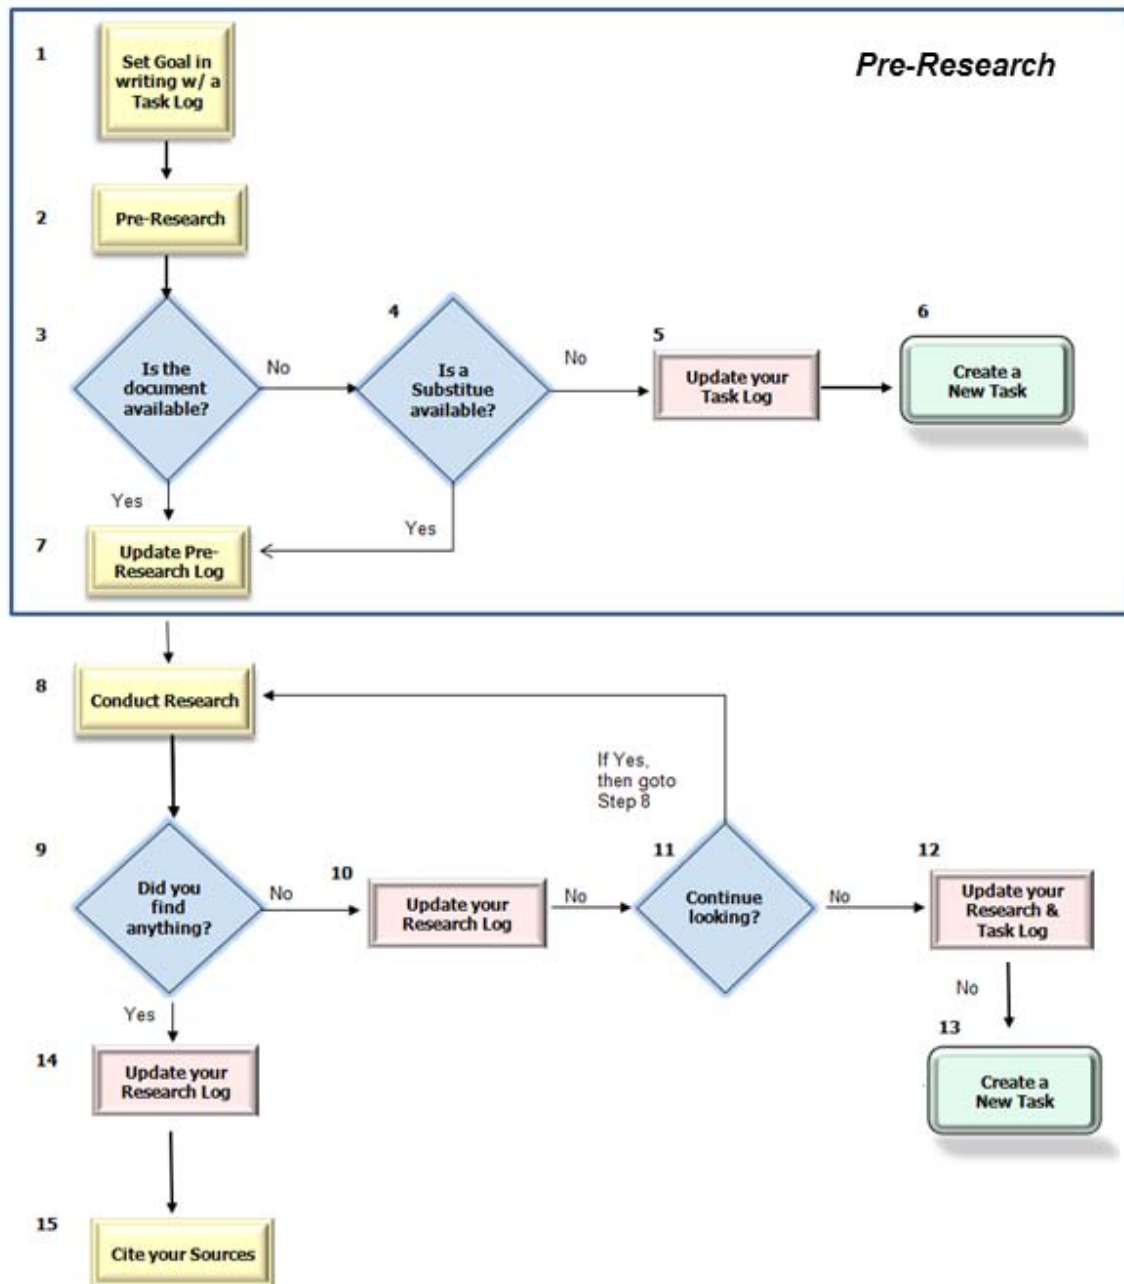 Pre-Research
1
Set Goal in
writing w/ a
Task Log
2
Pre-Research
3
Is the
document
available?
No
4
Is a
Substitue
available?
No
5
Update your
Task Log
6
Create a
New Task
Yes
Yes
7
Update Pre-
Research Log
8
Conduct Research
If Yes,
then goto
Step 8
9
Did you
find
anything?
No
10
Update your
Research Log
No
11
Continue
looking?
No
12
Update your
Research &
Task Log
No
13
Create a
New Task
Yes
14
Update your
Research Log
15
Cite your Sources